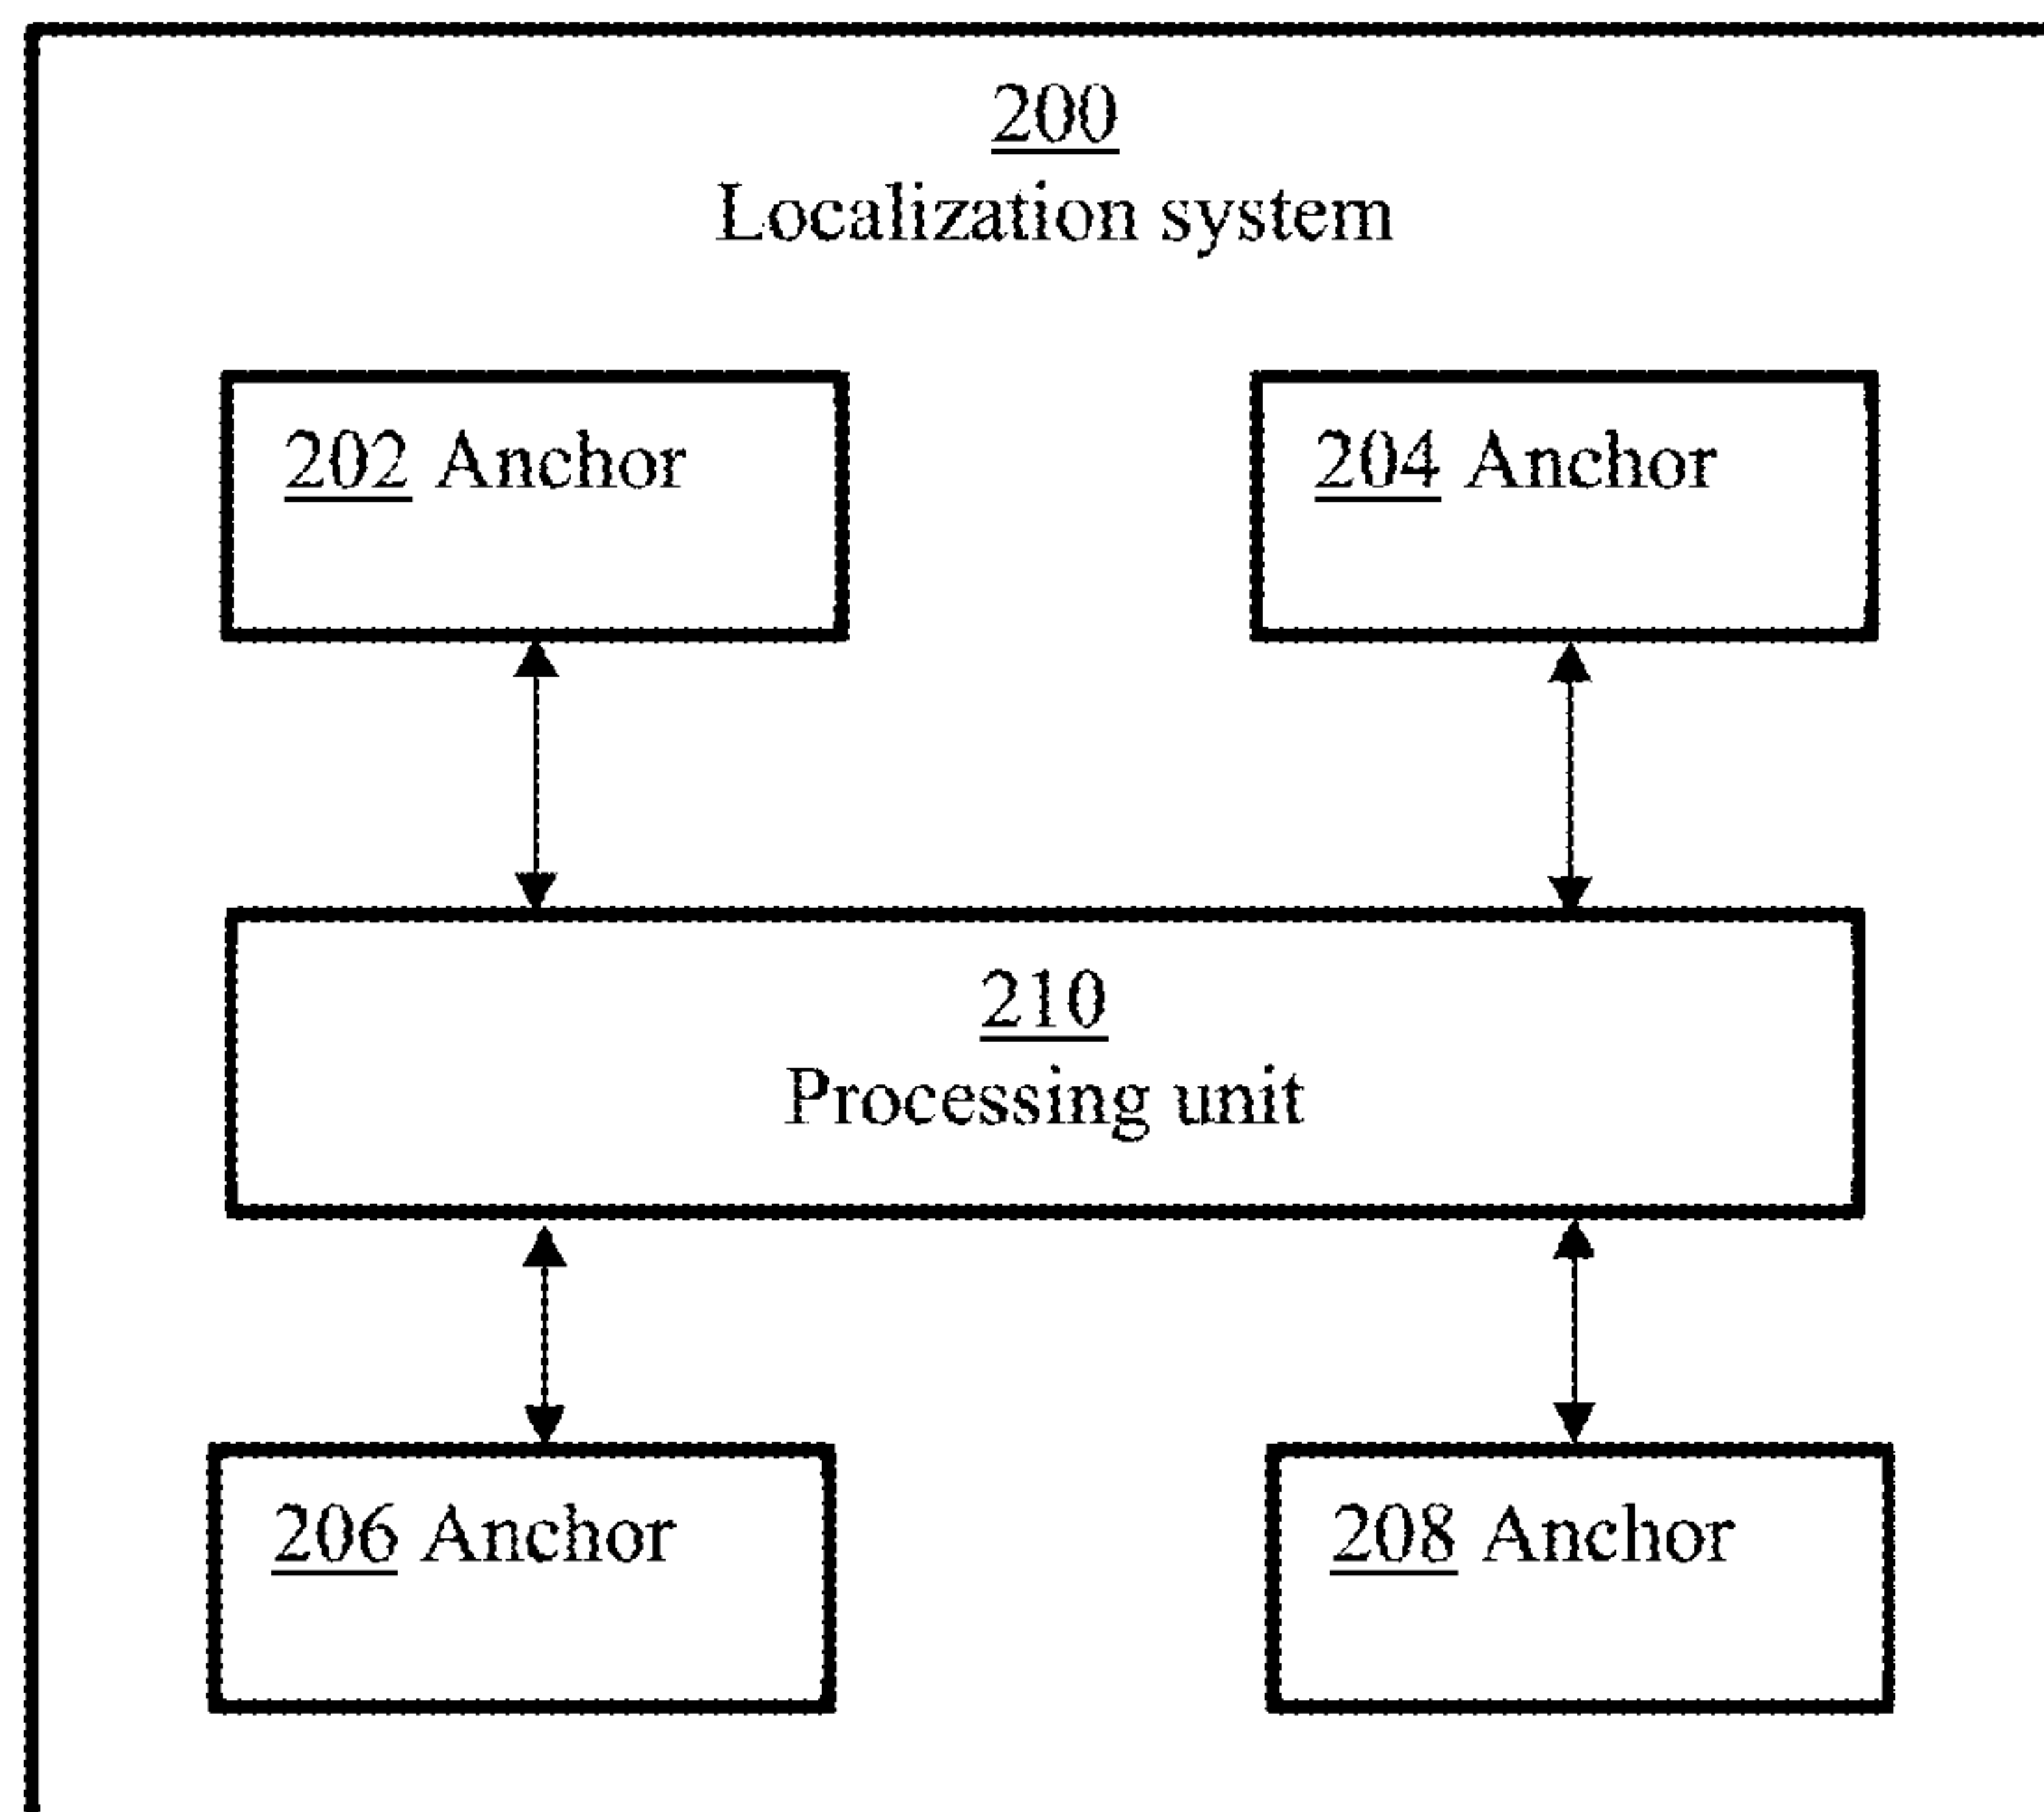 200
Localization system
202 Anchor
204 Anchor
210
Processing unit
206 Anchor
208 Anchor